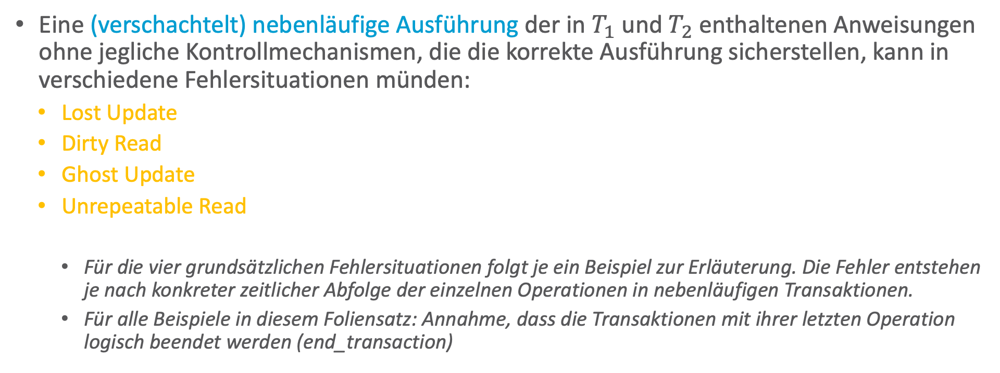 • Eine (verschachtelt) nebenläufige Ausführung der in T₁ und T₂ enthaltenen Anweisungen
ohne jegliche Kontrollmechanismen, die die korrekte Ausführung sicherstellen, kann in
verschiedene Fehlersituationen münden:
• Lost Update
• Dirty Read
• Ghost Update
• Unrepeatable Read
• Für die vier grundsätzlichen Fehlersituationen folgt je ein Beispiel zur Erläuterung. Die Fehler entstehen
je nach konkreter zeitlicher Abfolge der einzelnen Operationen in nebenläufigen Transaktionen.
• Für alle Beispiele in diesem Foliensatz: Annahme, dass die Transaktionen mit ihrer letzten Operation
logisch beendet werden (end_transaction)